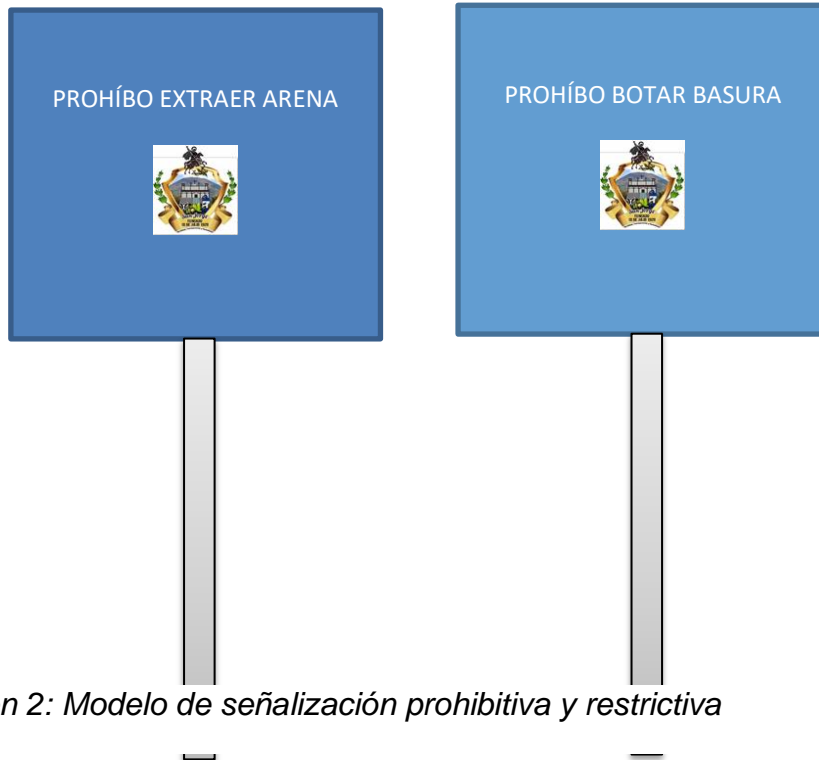 PROHÍBO EXTRAER ARENA
PROHÍBO BOTAR BASURA
n 2: Modelo de señalización prohibitiva y restrictiva